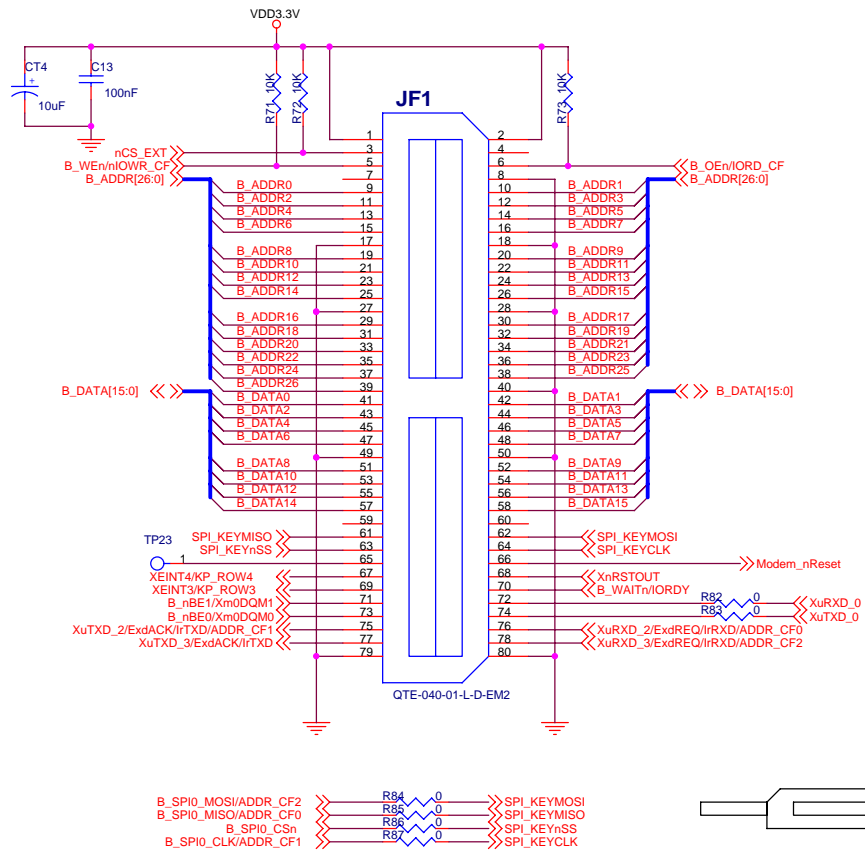 VDD3.3V
CT4
10uF
C13
100nF
R71 10K
R72 10K
R73 10K
JF1
nCS_EXT
B_WEn/nIOWR_CF
B_ADDR[26:0]
B_OEn/IORD_CF
B_ADDR[26:0]
1 2
3 4
5 6
7 8
B_ADDR0 9 10 B_ADDR1
B_ADDR2 11 12 B_ADDR3
B_ADDR4 13 14 B_ADDR5
B_ADDR6 15 16 B_ADDR7
17 18
B_ADDR8 19 20 B_ADDR9
B_ADDR10 21 22 B_ADDR11
B_ADDR12 23 24 B_ADDR13
B_ADDR14 25 26 B_ADDR15
27 28
B_ADDR16 29 30 B_ADDR17
B_ADDR18 31 32 B_ADDR19
B_ADDR20 33 34 B_ADDR21
B_ADDR22 35 36 B_ADDR23
B_ADDR24 37 38 B_ADDR25
B_ADDR26 39 40
B_DATA[15:0] B_DATA[15:0]
B_DATA0 41 42 B_DATA1
B_DATA2 43 44 B_DATA3
B_DATA4 45 46 B_DATA5
B_DATA6 47 48 B_DATA7
49 50
B_DATA8 51 52 B_DATA9
B_DATA10 53 54 B_DATA11
B_DATA12 55 56 B_DATA13
B_DATA14 57 58 B_DATA15
59 60
SPI_KEYMISO 61 62 SPI_KEYMOSI
SPI_KEYnSS 63 64 SPI_KEYCLK
TP23 1 65 66 Modem_nReset
XEINT4/KP_ROW4 67 68 XnRSTOUT
XEINT3/KP_ROW3 69 70 B_WAITn/IORDY
B_nBE1/Xm0DQM1 71 72 R82 0 XuRXD_0
B_nBE0/Xm0DQM0 73 74 R83 0 XuTXD_0
XuTXD_2/ExdACK/IrTXD/ADDR_CF1 75 76 XuRXD_2/ExdREQ/IrRXD/ADDR_CF0
XuTXD_3/ExdACK/IrTXD 77 78 XuRXD_3/ExdREQ/IrRXD/ADDR_CF2
79 80
QTE-040-01-L-D-EM2
B_SPI0_MOSI/ADDR_CF2 R84 0 SPI_KEYMOSI
B_SPI0_MISO/ADDR_CF0 R85 0 SPI_KEYMISO
B_SPI0_CSn R86 0 SPI_KEYnSS
B_SPI0_CLK/ADDR_CF1 R87 0 SPI_KEYCLK